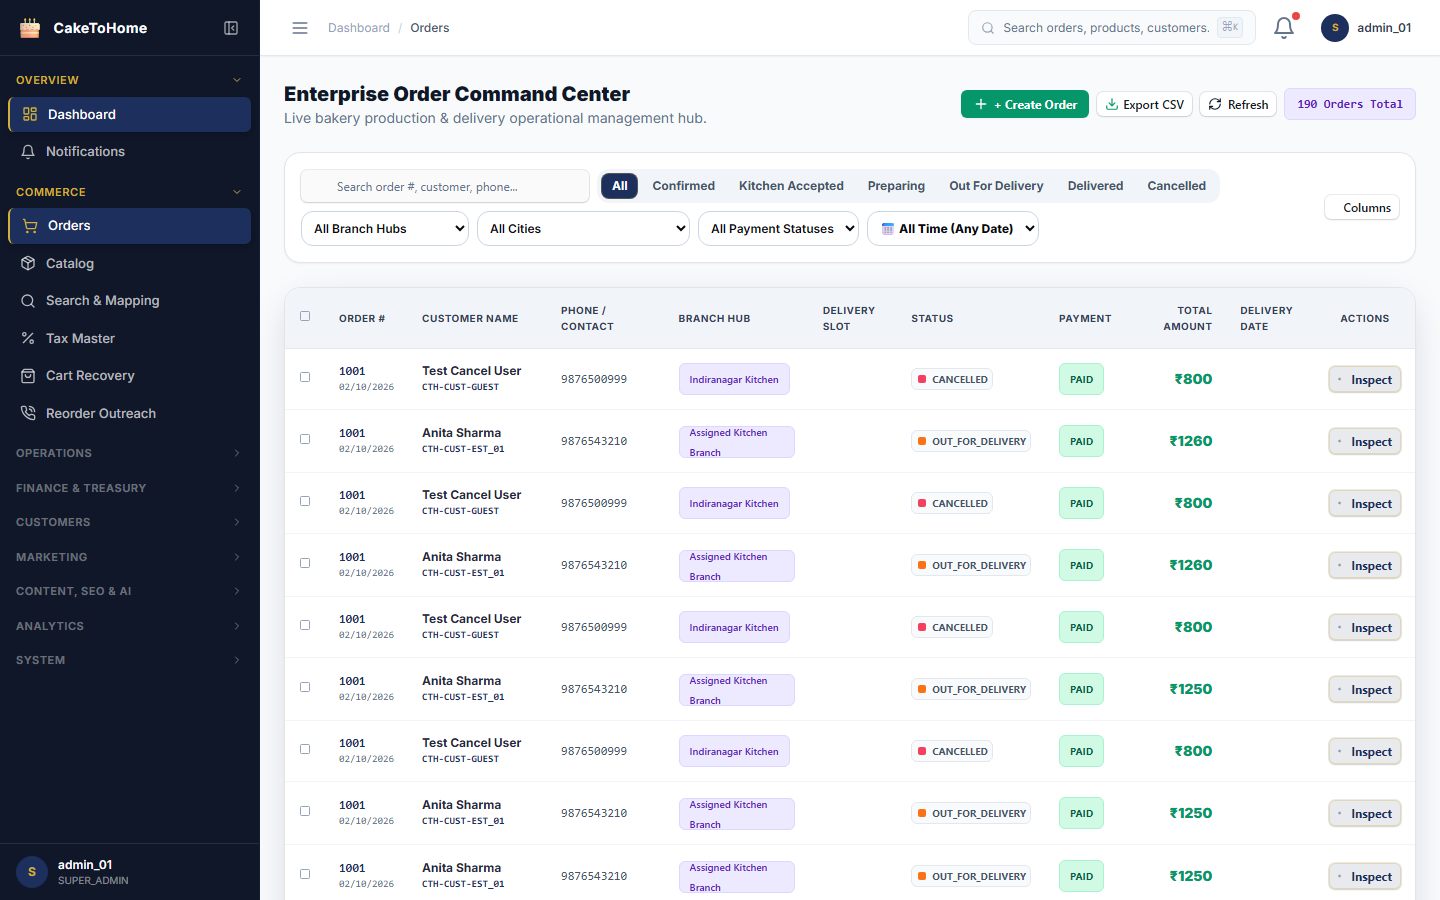 CakeToHome
Dashboard / Orders
Search orders, products, customers.
⌘K
S
admin_01
OVERVIEW
Dashboard
Notifications
COMMERCE
Orders
Catalog
Search & Mapping
Tax Master
Cart Recovery
Reorder Outreach
OPERATIONS
FINANCE & TREASURY
CUSTOMERS
MARKETING
CONTENT, SEO & AI
ANALYTICS
SYSTEM
S
admin_01
SUPER_ADMIN
Enterprise Order Command Center
Live bakery production & delivery operational management hub.
+ Create Order
Export CSV
Refresh
190 Orders Total
Search order #, customer, phone...
All Confirmed Kitchen Accepted Preparing Out For Delivery Delivered Cancelled
Columns
All Branch Hubs
All Cities
All Payment Statuses
All Time (Any Date)
ORDER # CUSTOMER NAME PHONE / CONTACT BRANCH HUB DELIVERY SLOT STATUS PAYMENT TOTAL AMOUNT DELIVERY DATE ACTIONS
1001 Test Cancel User 9876500999 Indiranagar Kitchen CANCELLED PAID ₹800 Inspect
02/10/2026 CTH-CUST-GUEST
1001 Anita Sharma 9876543210 Assigned Kitchen Branch OUT_FOR_DELIVERY PAID ₹1260 Inspect
02/10/2026 CTH-CUST-EST_01
1001 Test Cancel User 9876500999 Indiranagar Kitchen CANCELLED PAID ₹800 Inspect
02/10/2026 CTH-CUST-GUEST
1001 Anita Sharma 9876543210 Assigned Kitchen Branch OUT_FOR_DELIVERY PAID ₹1260 Inspect
02/10/2026 CTH-CUST-EST_01
1001 Test Cancel User 9876500999 Indiranagar Kitchen CANCELLED PAID ₹800 Inspect
02/10/2026 CTH-CUST-GUEST
1001 Anita Sharma 9876543210 Assigned Kitchen Branch OUT_FOR_DELIVERY PAID ₹1250 Inspect
02/10/2026 CTH-CUST-EST_01
1001 Test Cancel User 9876500999 Indiranagar Kitchen CANCELLED PAID ₹800 Inspect
02/10/2026 CTH-CUST-GUEST
1001 Anita Sharma 9876543210 Assigned Kitchen Branch OUT_FOR_DELIVERY PAID ₹1250 Inspect
02/10/2026 CTH-CUST-EST_01
1001 Anita Sharma 9876543210 Assigned Kitchen Branch OUT_FOR_DELIVERY PAID ₹1250 Inspect
02/10/2026 CTH-CUST-EST_01